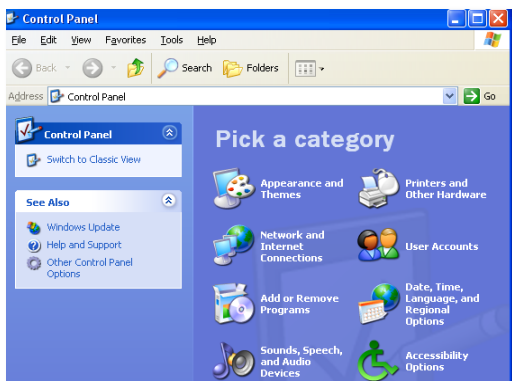 Control Panel
File Edit View Favorites Tools Help
Back Search Folders
Address Control Panel Go
Control Panel
Switch to Classic View
See Also
Windows Update
Help and Support
Other Control Panel
Options
Pick a category
Appearance and
Themes
Printers and
Other Hardware
Network and
Internet
Connections
User Accounts
Add or Remove
Programs
Date, Time,
Language, and
Regional
Options
Sounds, Speech,
and Audio
Devices
Accessibility
Options